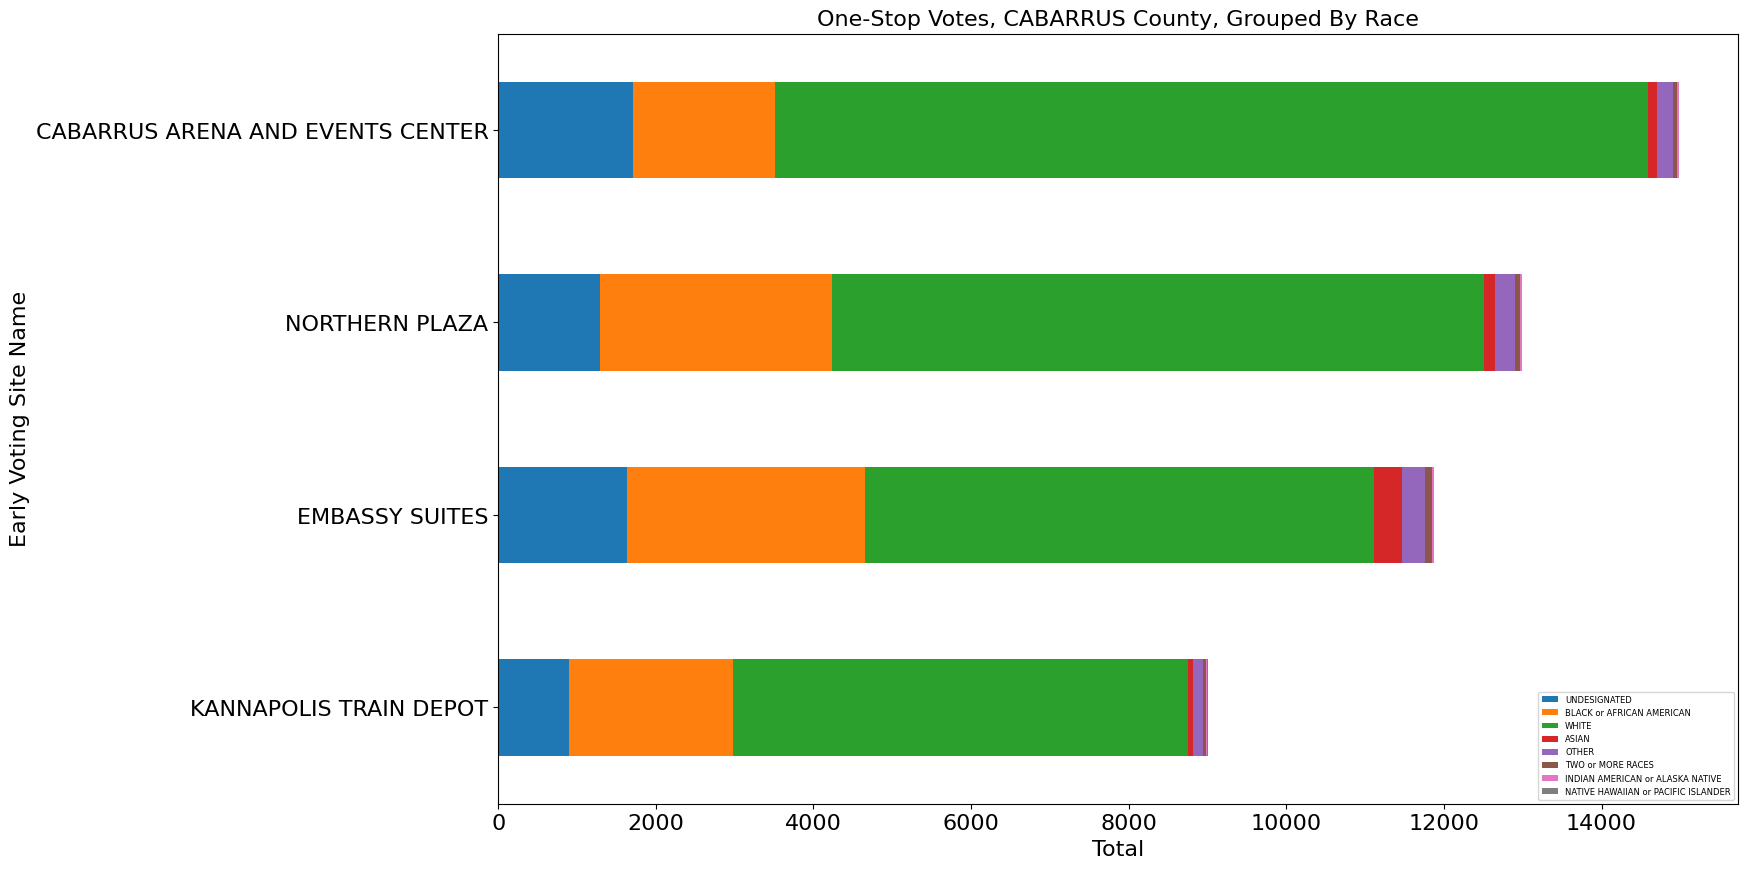 One-Stop Votes, CABARRUS County, Grouped By Race
Early Voting Site Name
CABARRUS ARENA AND EVENTS CENTER
NORTHERN PLAZA
EMBASSY SUITES
KANNAPOLIS TRAIN DEPOT
UNDESIGNATED
BLACK or AFRICAN AMERICAN
WHITE
ASIAN
OTHER
TWO or MORE RACES
INDIAN AMERICAN or ALASKA NATIVE
NATIVE HAWAIIAN or PACIFIC ISLANDER
0 2000 4000 6000 8000 10000 12000 14000
Total